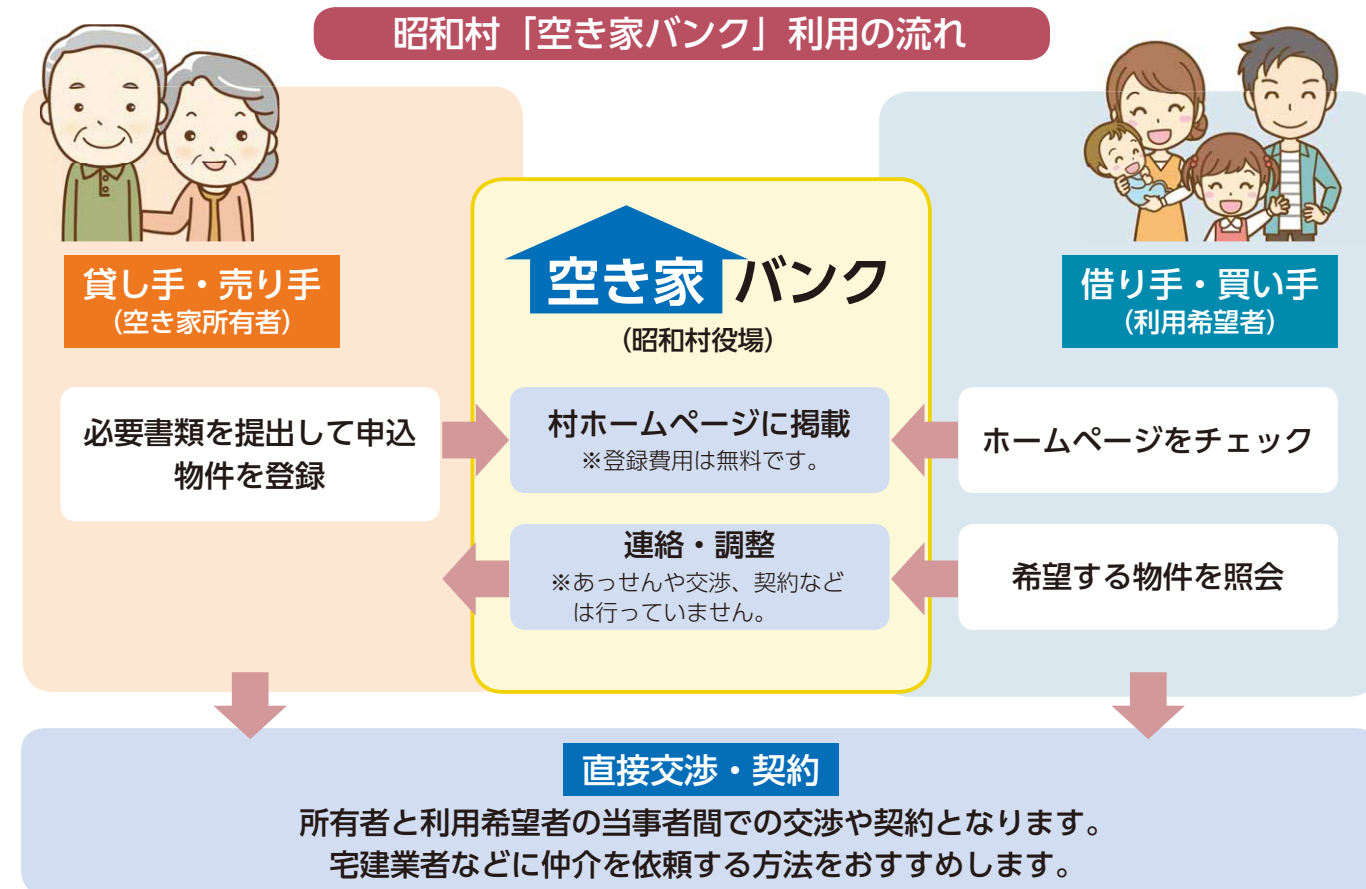 昭和村「空き家バンク」利用の流れ
貸し手・売り手
（空き家所有者）
必要書類を提出して申込
物件を登録
空き家バンク
（昭和村役場）
村ホームページに掲載
※登録費用は無料です。
連絡・調整
※あっせんや交渉、契約など
は行っていません。
借り手・買い手
（利用希望者）
ホームページをチェック
希望する物件を照会
直接交渉・契約
所有者と利用希望者の当事者間での交渉や契約となります。
宅建業者などに仲介を依頼する方法をおすすめします。